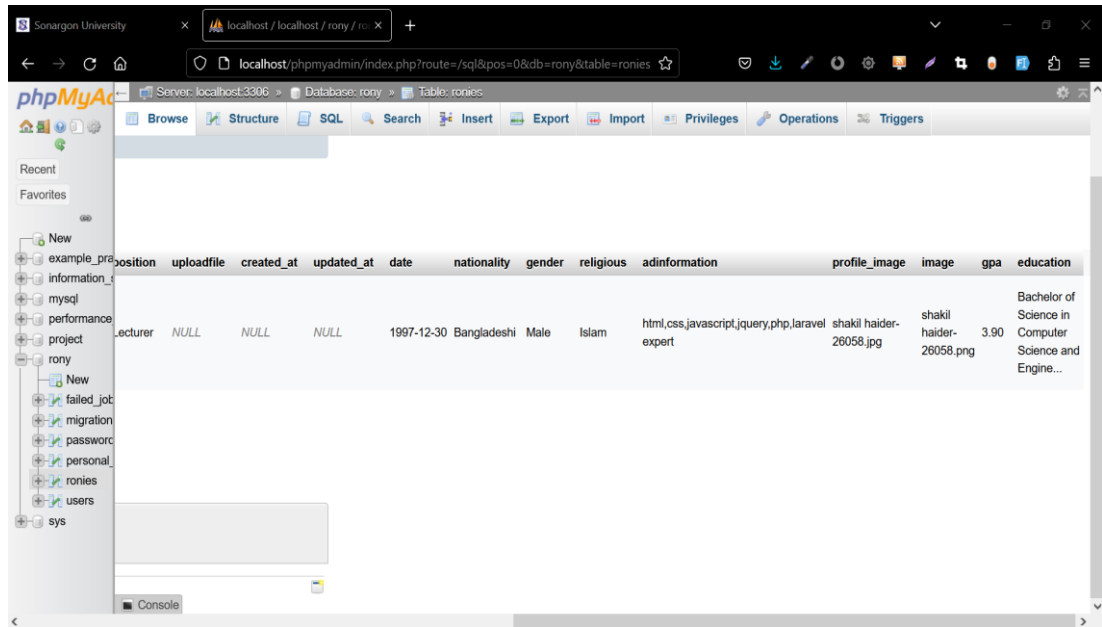 Sonargon University
localhost / localhost / rony / ror
localhost/phpmyadmin/index.php?route=/sql&pos=0&db=rony&table=ronies
phpMyAd
Server: localhost:3306 » Database: rony » Table: ronies
Browse Structure SQL Search Insert Export Import Privileges Operations Triggers
Recent
Favorites
New
example_pra
information_s
mysql
performance
project
rony
New
failed_job
migration
password
personal_
ronies
users
sys
position uploadfile created_at updated_at date nationality gender religious adinformation profile_image image gpa education
Lecturer NULL NULL NULL 1997-12-30 Bangladeshi Male Islam html,css,javascript,jquery,php,laravel expert shakil haider-26058.jpg shakil haider-26058.png 3.90 Bachelor of Science in Computer Science and Engine...
Console